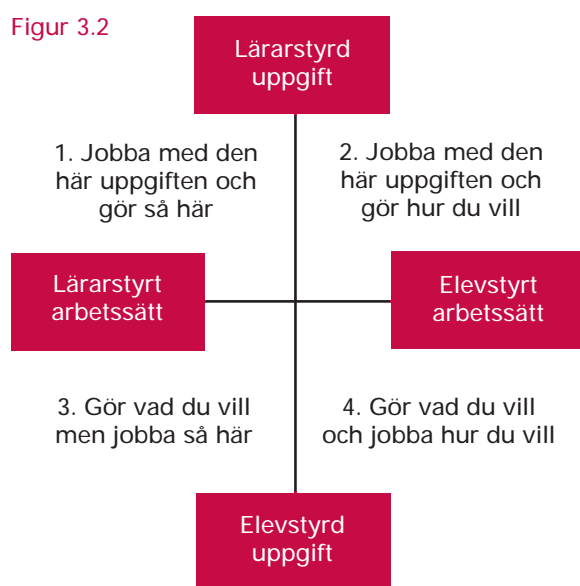 Figur 3.2
Lärarstyrd
uppgift
1. Jobba med den
här uppgiften och
gör så här
2. Jobba med den
här uppgiften och
gör hur du vill
Lärarstyrt
arbetssätt
Elevstyrt
arbetssätt
3. Gör vad du vill
men jobba så här
4. Gör vad du vill
och jobba hur du vill
Elevstyrd
uppgift